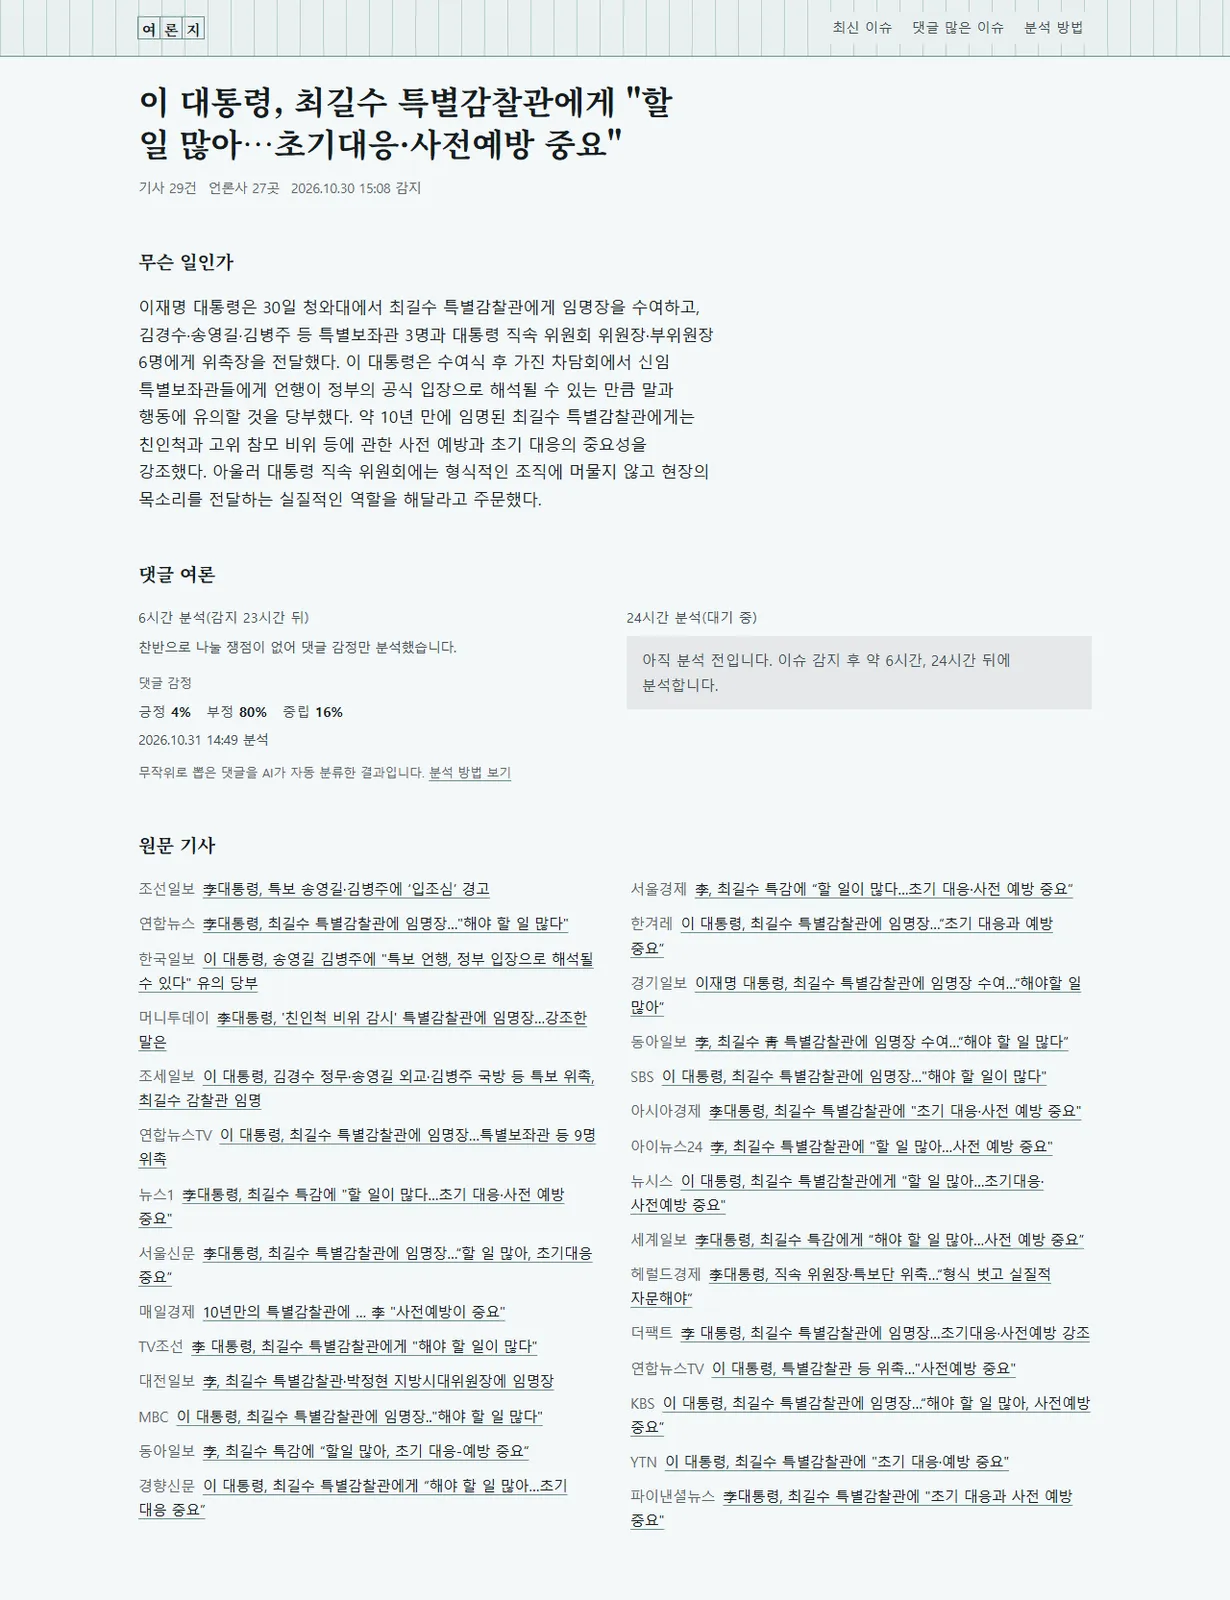 여론지
최신 이슈 댓글 많은 이슈 분석 방법
이 대통령, 최길수 특별감찰관에게 "할
일 많아…초기대응·사전예방 중요"
기사 29건 언론사 27곳 2026.10.30 15:08 감지
무슨 일인가
이재명 대통령은 30일 청와대에서 최길수 특별감찰관에게 임명장을 수여하고,
김경수·송영길·김병주 등 특별보좌관 3명과 대통령 직속 위원회 위원장·부위원장
6명에게 위촉장을 전달했다. 이 대통령은 수여식 후 가진 차담회에서 신임
특별보좌관들에게 언행이 정부의 공식 입장으로 해석될 수 있는 만큼 말과
행동에 유의할 것을 당부했다. 약 10년 만에 임명된 최길수 특별감찰관에게는
친인척과 고위 참모 비위 등에 관한 사전 예방과 초기 대응의 중요성을
강조했다. 아울러 대통령 직속 위원회에는 형식적인 조직에 머물지 않고 현장의
목소리를 전달하는 실질적인 역할을 해달라고 주문했다.
댓글 여론
6시간 분석(감지 23시간 뒤)
찬반으로 나눌 쟁점이 없어 댓글 감정만 분석했습니다.
댓글 감정
긍정 4% 부정 80% 중립 16%
2026.10.31 14:49 분석
무작위로 뽑은 댓글을 AI가 자동 분류한 결과입니다. 분석 방법 보기
24시간 분석(대기 중)
아직 분석 전입니다. 이슈 감지 후 약 6시간, 24시간 뒤에
분석합니다.
원문 기사
조선일보 李대통령, 특보 송영길·김병주에 ‘입조심’ 경고
연합뉴스 李대통령, 최길수 특별감찰관에 임명장…"해야 할 일 많다"
한국일보 이 대통령, 송영길 김병주에 "특보 언행, 정부 입장으로 해석될
수 있다" 유의 당부
머니투데이 李대통령, '친인척 비위 감시' 특별감찰관에 임명장…강조한
말은
조세일보 이 대통령, 김경수 정무·송영길 외교·김병주 국방 등 특보 위촉,
최길수 감찰관 임명
연합뉴스TV 이 대통령, 최길수 특별감찰관에 임명장…특별보좌관 등 9명
위촉
뉴스1 李대통령, 최길수 특감에 "할 일이 많다…초기 대응·사전 예방
중요"
서울신문 李대통령, 최길수 특별감찰관에 임명장…“할 일 많아, 초기대응
중요”
매일경제 10년만의 특별감찰관에 … 李 "사전예방이 중요"
TV조선 李 대통령, 최길수 특별감찰관에게 "해야 할 일이 많다"
대전일보 李, 최길수 특별감찰관·박정현 지방시대위원장에 임명장
MBC 이 대통령, 최길수 특별감찰관에 임명장.."해야 할 일 많다"
동아일보 李, 최길수 특감에 “할일 많아, 초기 대응-예방 중요”
경향신문 이 대통령, 최길수 특별감찰관에게 “해야 할 일 많아…초기
대응 중요”
서울경제 李, 최길수 특감에 “할 일이 많다…초기 대응·사전 예방 중요”
한겨레 이 대통령, 최길수 특별감찰관에 임명장…“초기 대응과 예방
중요”
경기일보 이재명 대통령, 최길수 특별감찰관에 임명장 수여…“해야할 일
많아”
동아일보 李, 최길수 靑 특별감찰관에 임명장 수여…“해야 할 일 많다”
SBS 이 대통령, 최길수 특별감찰관에 임명장…"해야 할 일이 많다"
아시아경제 李대통령, 최길수 특별감찰관에 "초기 대응·사전 예방 중요"
아이뉴스24 李, 최길수 특별감찰관에 "할 일 많아…사전 예방 중요"
뉴시스 이 대통령, 최길수 특별감찰관에게 "할 일 많아…초기대응·
사전예방 중요"
세계일보 李대통령, 최길수 특감에게 “해야 할 일 많아…사전 예방 중요”
헤럴드경제 李대통령, 직속 위원장·특보단 위촉…“형식 벗고 실질적
자문해야”
더팩트 李 대통령, 최길수 특별감찰관에 임명장…초기대응·사전예방 강조
연합뉴스TV 이 대통령, 특별감찰관 등 위촉…"사전예방 중요"
KBS 이 대통령, 최길수 특별감찰관에 임명장…“해야 할 일 많아, 사전예방
중요”
YTN 이 대통령, 최길수 특별감찰관에 "초기 대응·예방 중요"
파이낸셜뉴스 李대통령, 최길수 특별감찰관에 "초기 대응과 사전 예방
중요"